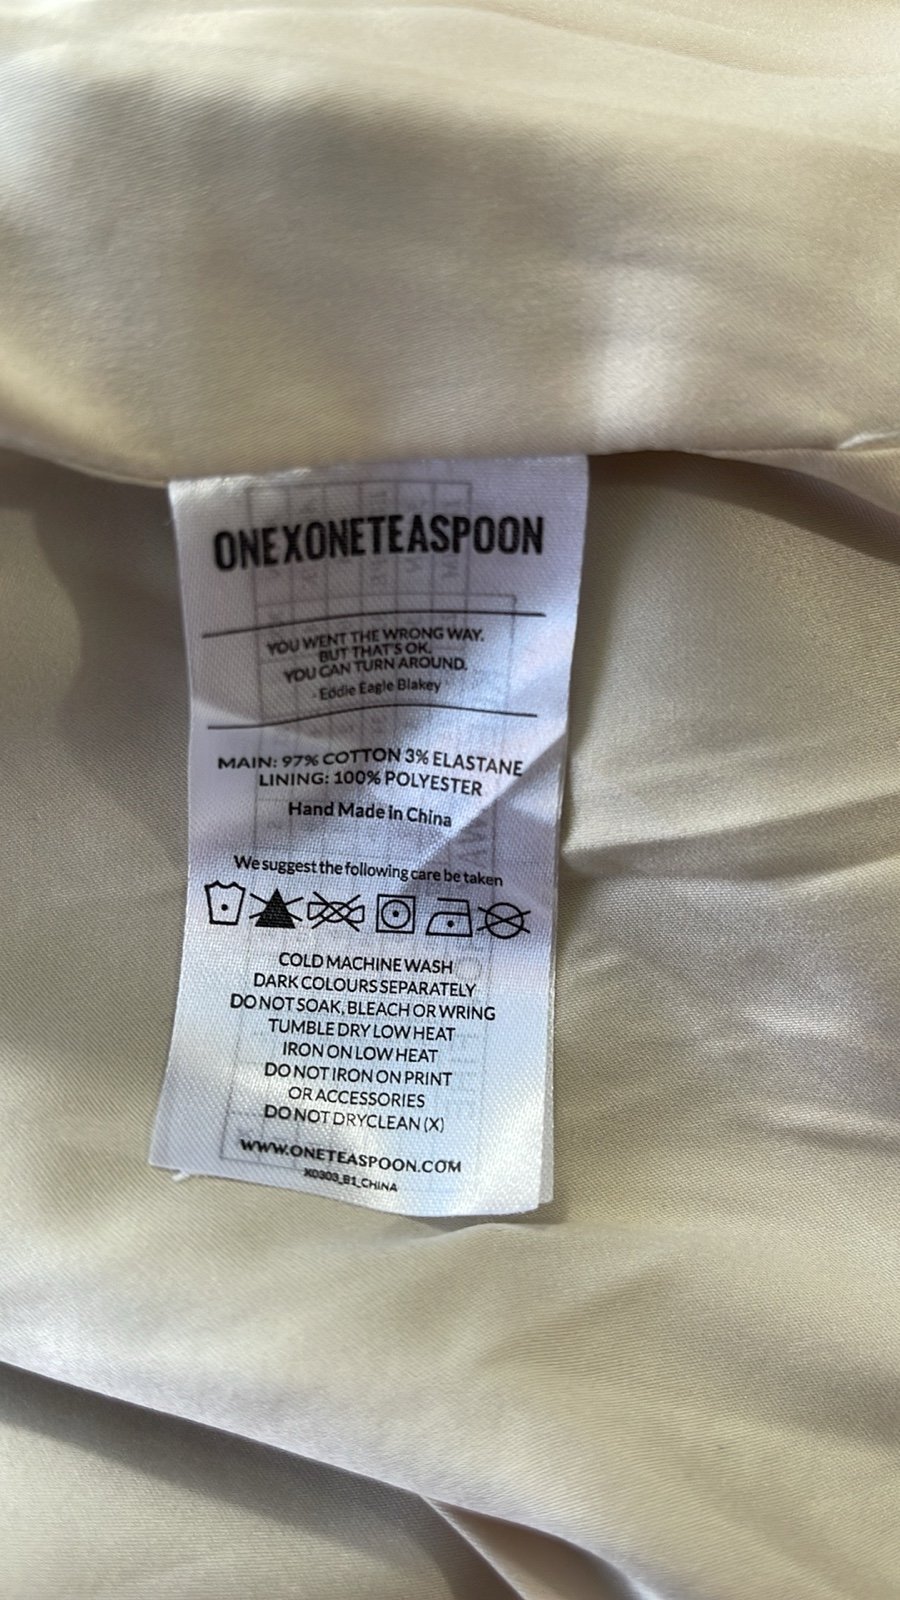 ONEXONETEASPOON
YOU WENT THE WRONG WAY.
BUT THAT'S OK.
YOU CAN TURN AROUND.
- Eddie Eagle Blakey
MAIN: 97% COTTON 3% ELASTANE
LINING: 100% POLYESTER
Hand Made in China
We suggest the following care be taken
COLD MACHINE WASH
DARK COLOURS SEPARATELY
DO NOT SOAK, BLEACH OR WRING
TUMBLE DRY LOW HEAT
IRON ON LOW HEAT
DO NOT IRON ON PRINT
OR ACCESSORIES
DO NOT DRYCLEAN (X)
WWW.ONETEASPOON.COM
X0303_B1_CHINA